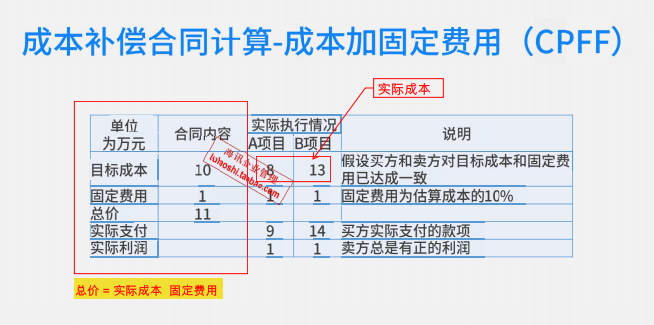 成本补偿合同计算-成本加固定费用（CPFF）
实际成本
单位
为万元
合同内容
实际执行情况
A项目 B项目
说明
目标成本 10 8 13 假设买方和卖方对目标成本和固定费
用已达成一致
固定费用 1 1 1 固定费用为估算成本的10%
总价 11
实际支付 9 14 买方实际支付的款项
实际利润 1 1 卖方总是有正的利润
海讯企业管理
lulaoshi.taobao.com
总价 = 实际成本 固定费用